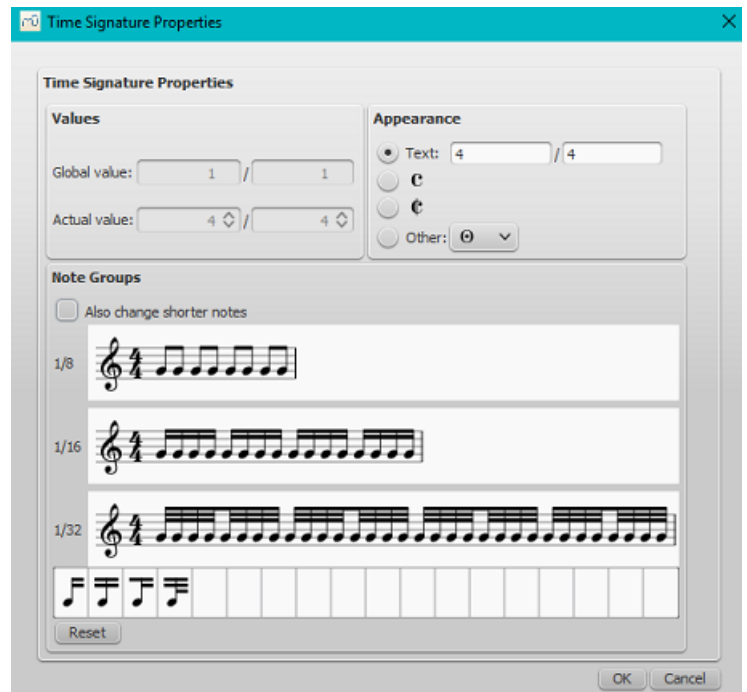 Time Signature Properties
Time Signature Properties
Values
Global value: 1 / 1
Actual value: 4 / 4
Appearance
Text: 4 / 4
Other:
Note Groups
Also change shorter notes
1/8
1/16
1/32
Reset
OK Cancel